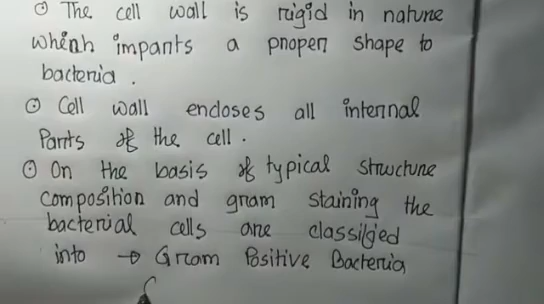 ⊙ The cell wall is rigid in nature
which imparts a proper shape to
bacteria .
⊙ Cell wall encloses all internal
Parts of the cell .
⊙ On the basis of typical structure
composition and gram staining the
bacterial cells are classified
into → Gram Positive Bacteria